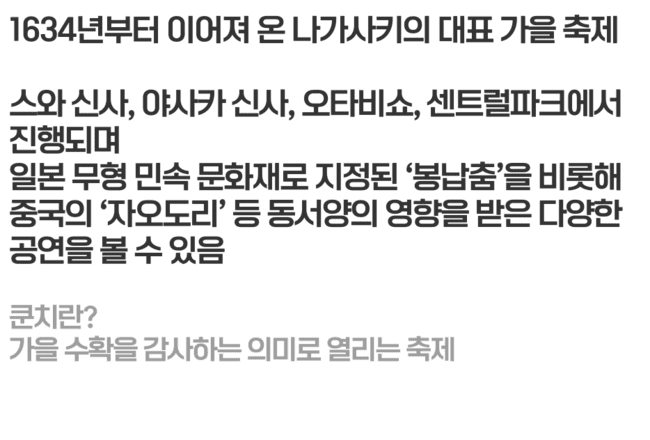 1634년부터 이어져 온 나가사키의 대표 가을 축제
스와 신사, 야사카 신사, 오타비쇼, 센트럴파크에서
진행되며
일본 무형 민속 문화재로 지정된 ‘봉납춤’을 비롯해
중국의 ‘자오도리’ 등 동서양의 영향을 받은 다양한
공연을 볼 수 있음
쿤치란?
가을 수확을 감사하는 의미로 열리는 축제